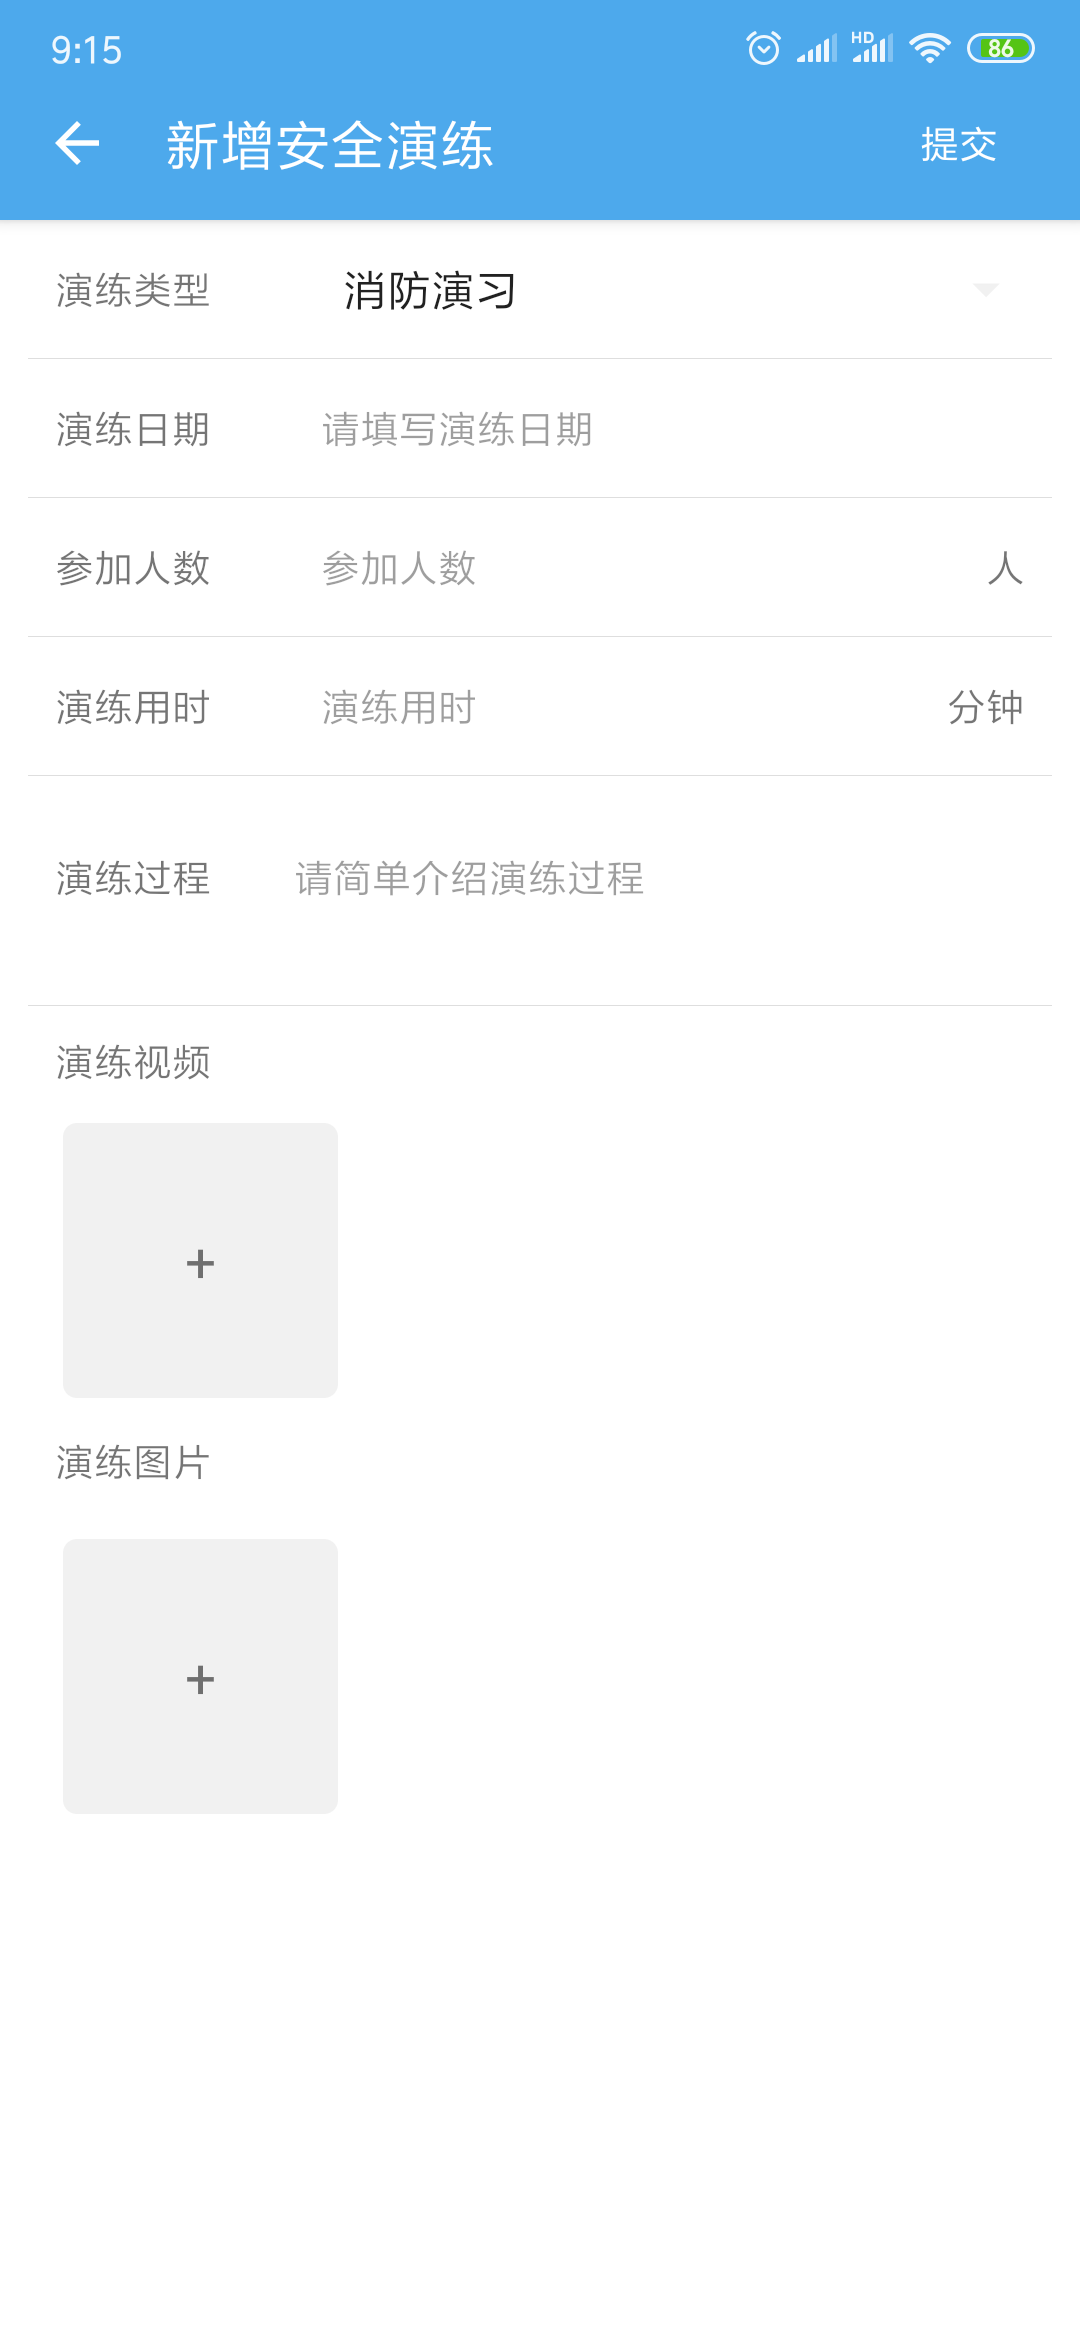 9:15 HD 86
新增安全演练 提交
演练类型 消防演习
演练日期 请填写演练日期
参加人数 参加人数 人
演练用时 演练用时 分钟
演练过程 请简单介绍演练过程
演练视频
+
演练图片
+